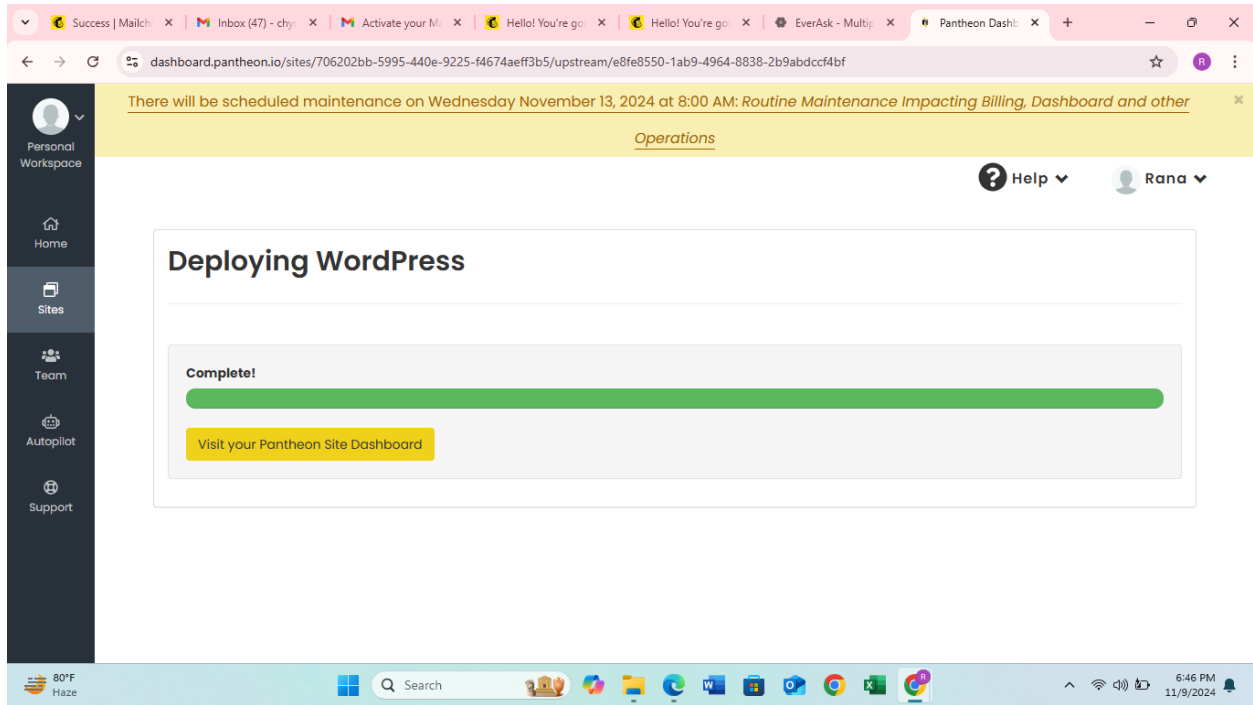 Success | Mailch
Inbox (47) - chyr
Activate your Ma
Hello! You're goi
Hello! You're goi
EverAsk - Multip
Pantheon Dashb
dashboard.pantheon.io/sites/706202bb-5995-440e-9225-f4674aeff3b5/upstream/e8fe8550-1ab9-4964-8838-2b9abdccf4bf
R
There will be scheduled maintenance on Wednesday November 13, 2024 at 8:00 AM: Routine Maintenance Impacting Billing, Dashboard and other
Operations
Personal
Workspace
Help
Rana
Home
Sites
Team
Autopilot
Support
Deploying WordPress
Complete!
Visit your Pantheon Site Dashboard
80°F
Haze
Search
6:46 PM
11/9/2024